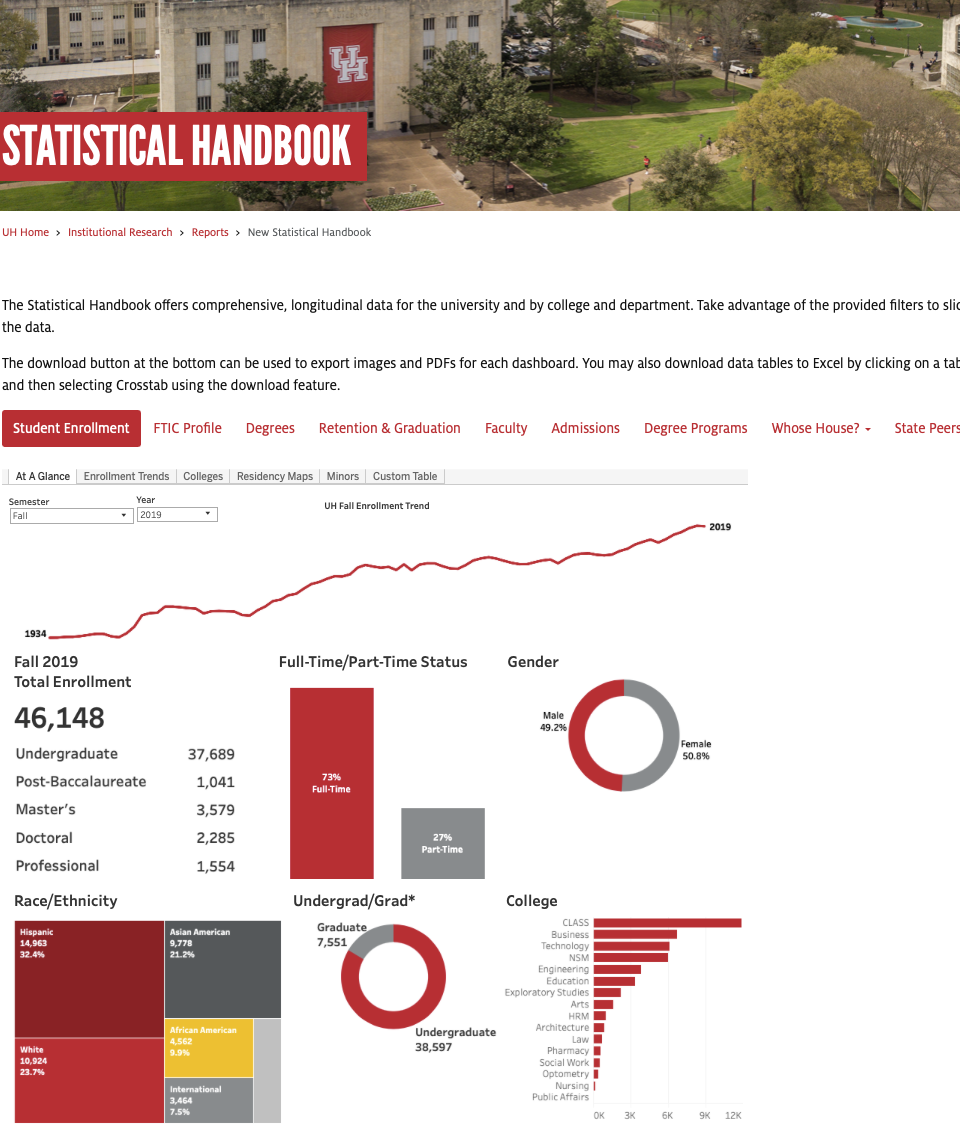 UH
STATISTICAL HANDBOOK
UH Home > Institutional Research > Reports > New Statistical Handbook
The Statistical Handbook offers comprehensive, longitudinal data for the university and by college and department. Take advantage of the provided filters to
the data.
The download button at the bottom can be used to export images and PDFs for each dashboard. You may also download data tables to Excel by clicking on a
and then selecting Crosstab using the download feature.
Student Enrollment FTIC Profile Degrees Retention & Graduation Faculty Admissions Degree Programs Whose House? State Peers
At A Glance Enrollment Trends Colleges Residency Maps Minors Custom Table
Semester Year
Fall 2019
UH Fall Enrollment Trend
2019
1934
Fall 2019
Total Enrollment
46,148
Undergraduate 37,689
Post-Baccalaureate 1,041
Master's 3,579
Doctoral 2,285
Professional 1,554
Full-Time/Part-Time Status
73%
Full-Time
27%
Part-Time
Gender
Male
49.2%
Female
50.8%
Race/Ethnicity
Hispanic
14,963
32.4%
Asian American
9,778
21.2%
White
10,924
23.7%
African American
4,562
9.9%
International
3,464
7.5%
Undergrad/Grad*
Graduate
7,551
Undergraduate
38,597
College
CLASS
Business
Technology
NSM
Engineering
Education
Exploratory Studies
Arts
HRM
Architecture
Law
Pharmacy
Social Work
Optometry
Nursing
Public Affairs
0K 3K 6K 9K 12K